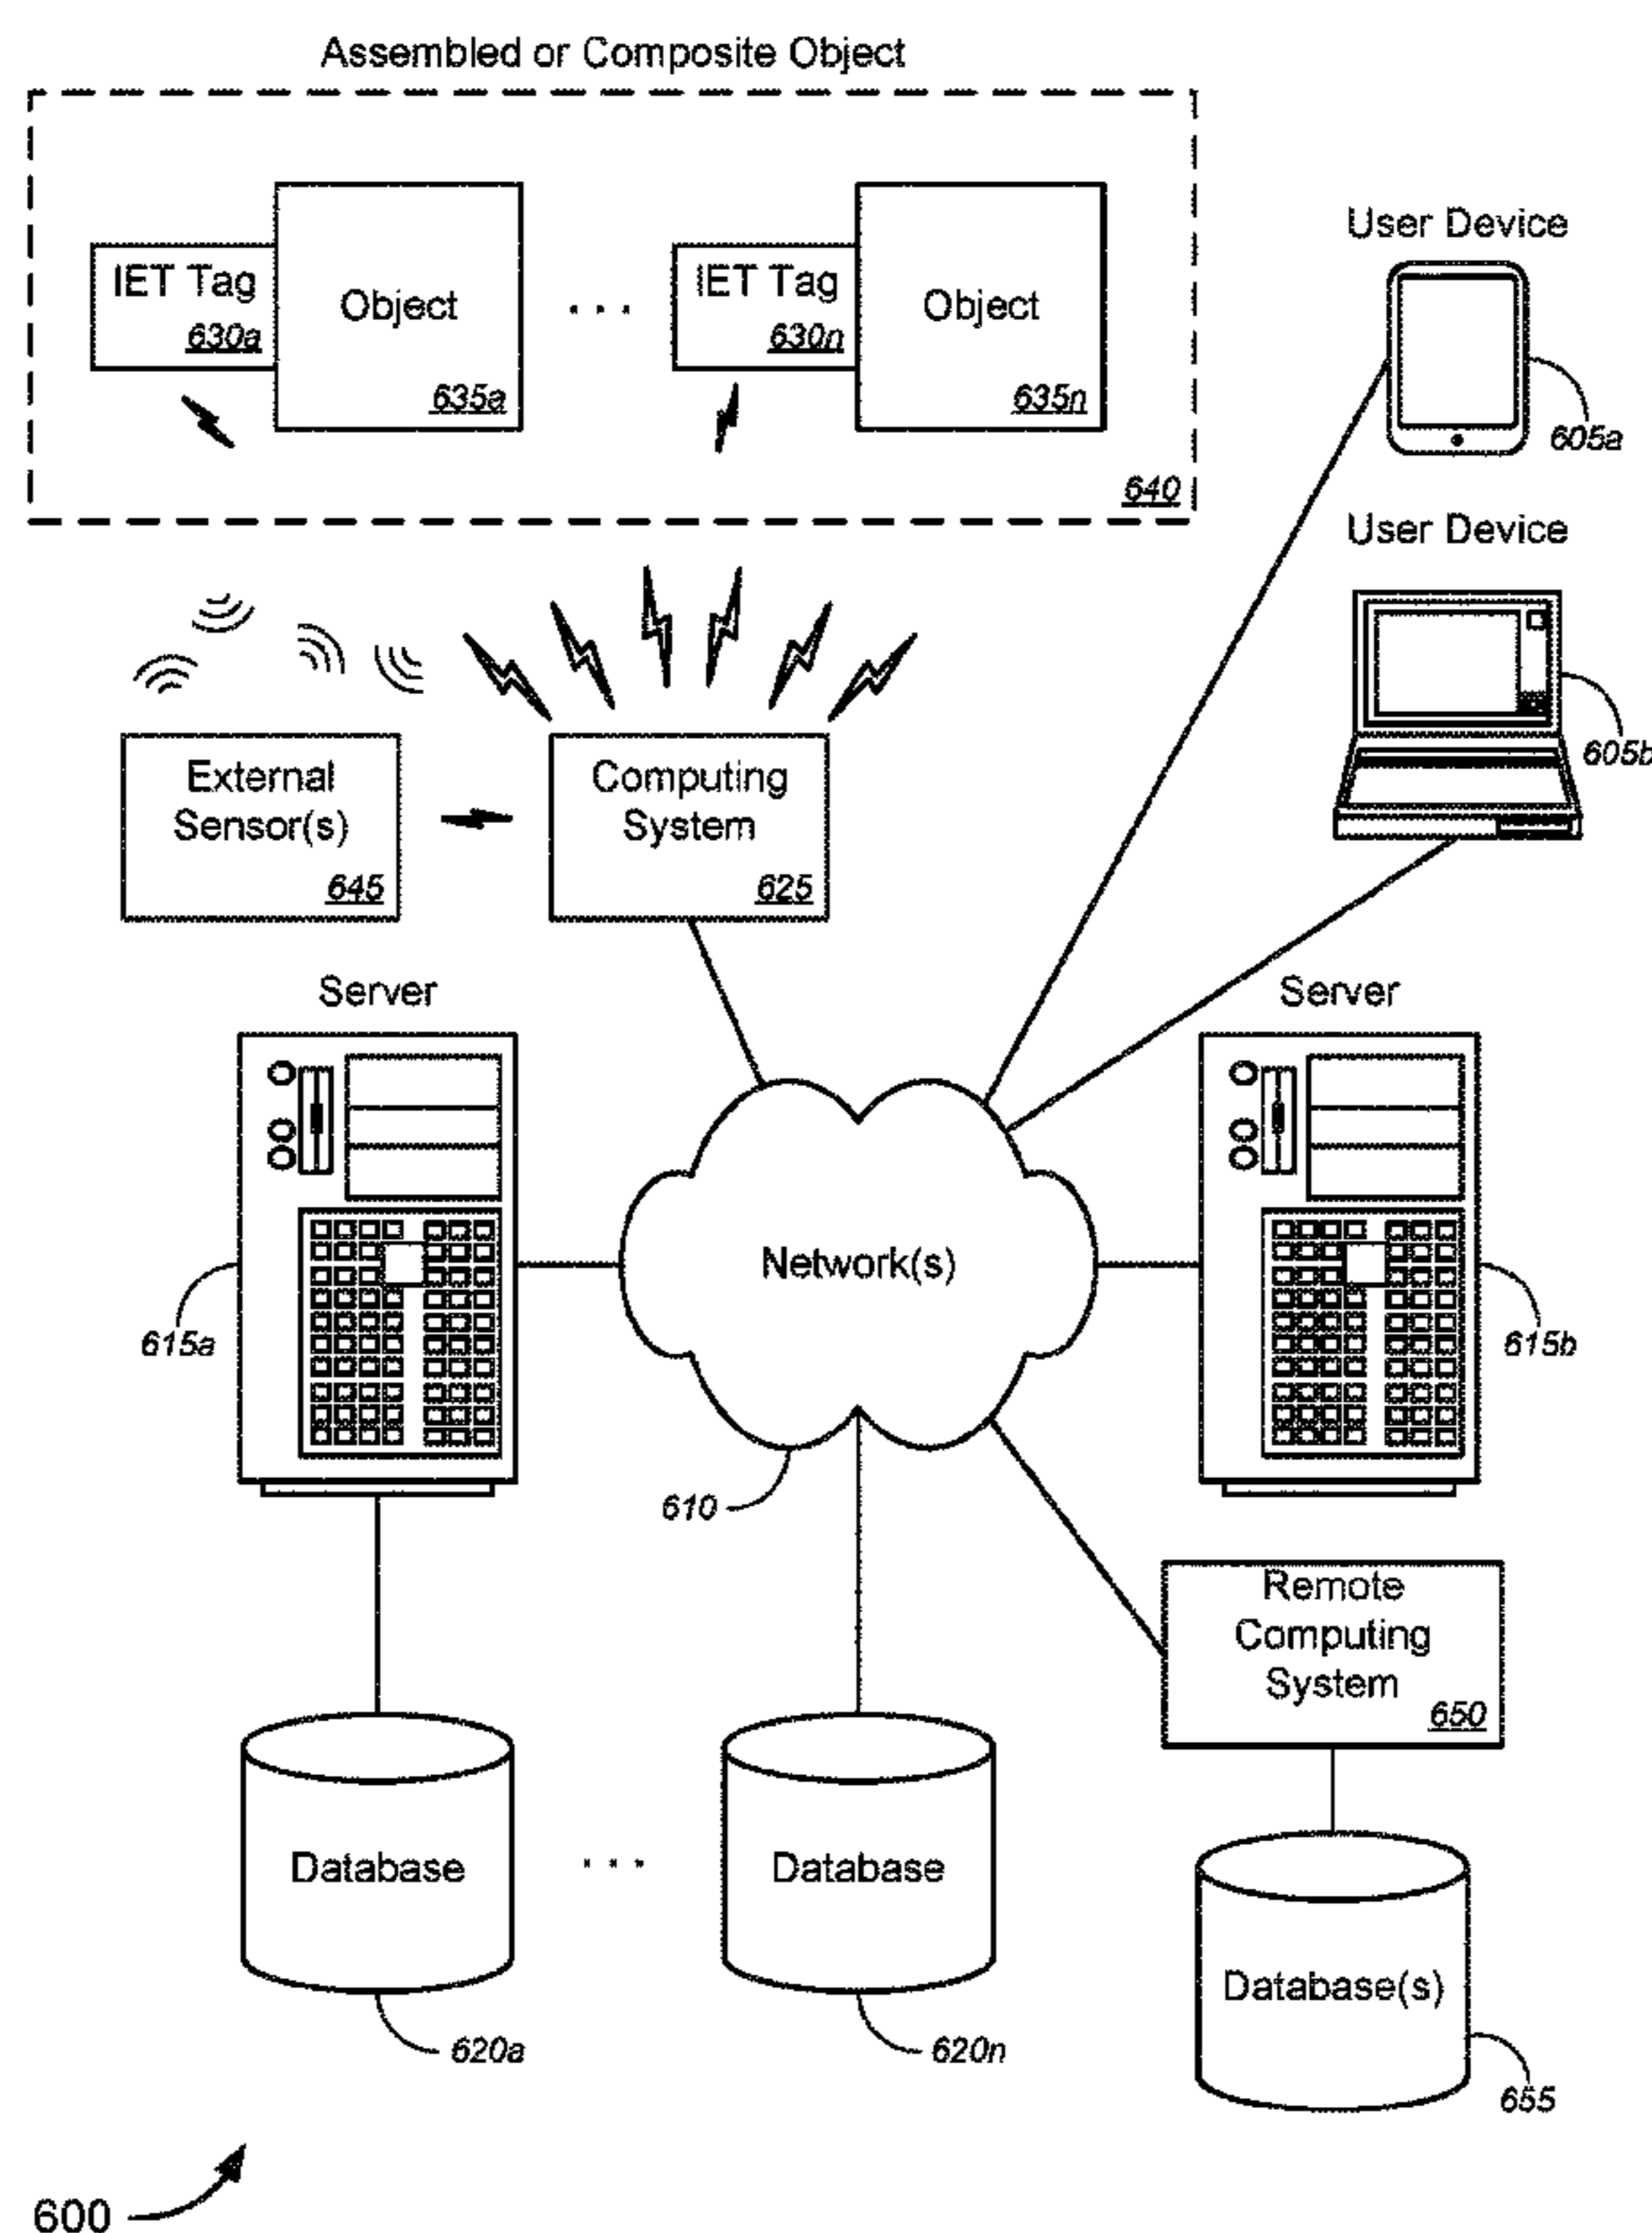 Assembled or Composite Object
IET Tag
630a
Object
635a
. . .
IET Tag
630n
Object
635n
640
User Device
605a
User Device
605b
External
Sensor(s)
645
Computing
System
625
Server
615a
Network(s)
610
Server
615b
Remote
Computing
System
650
Database
620a
. . .
Database
620n
Database(s)
655
600